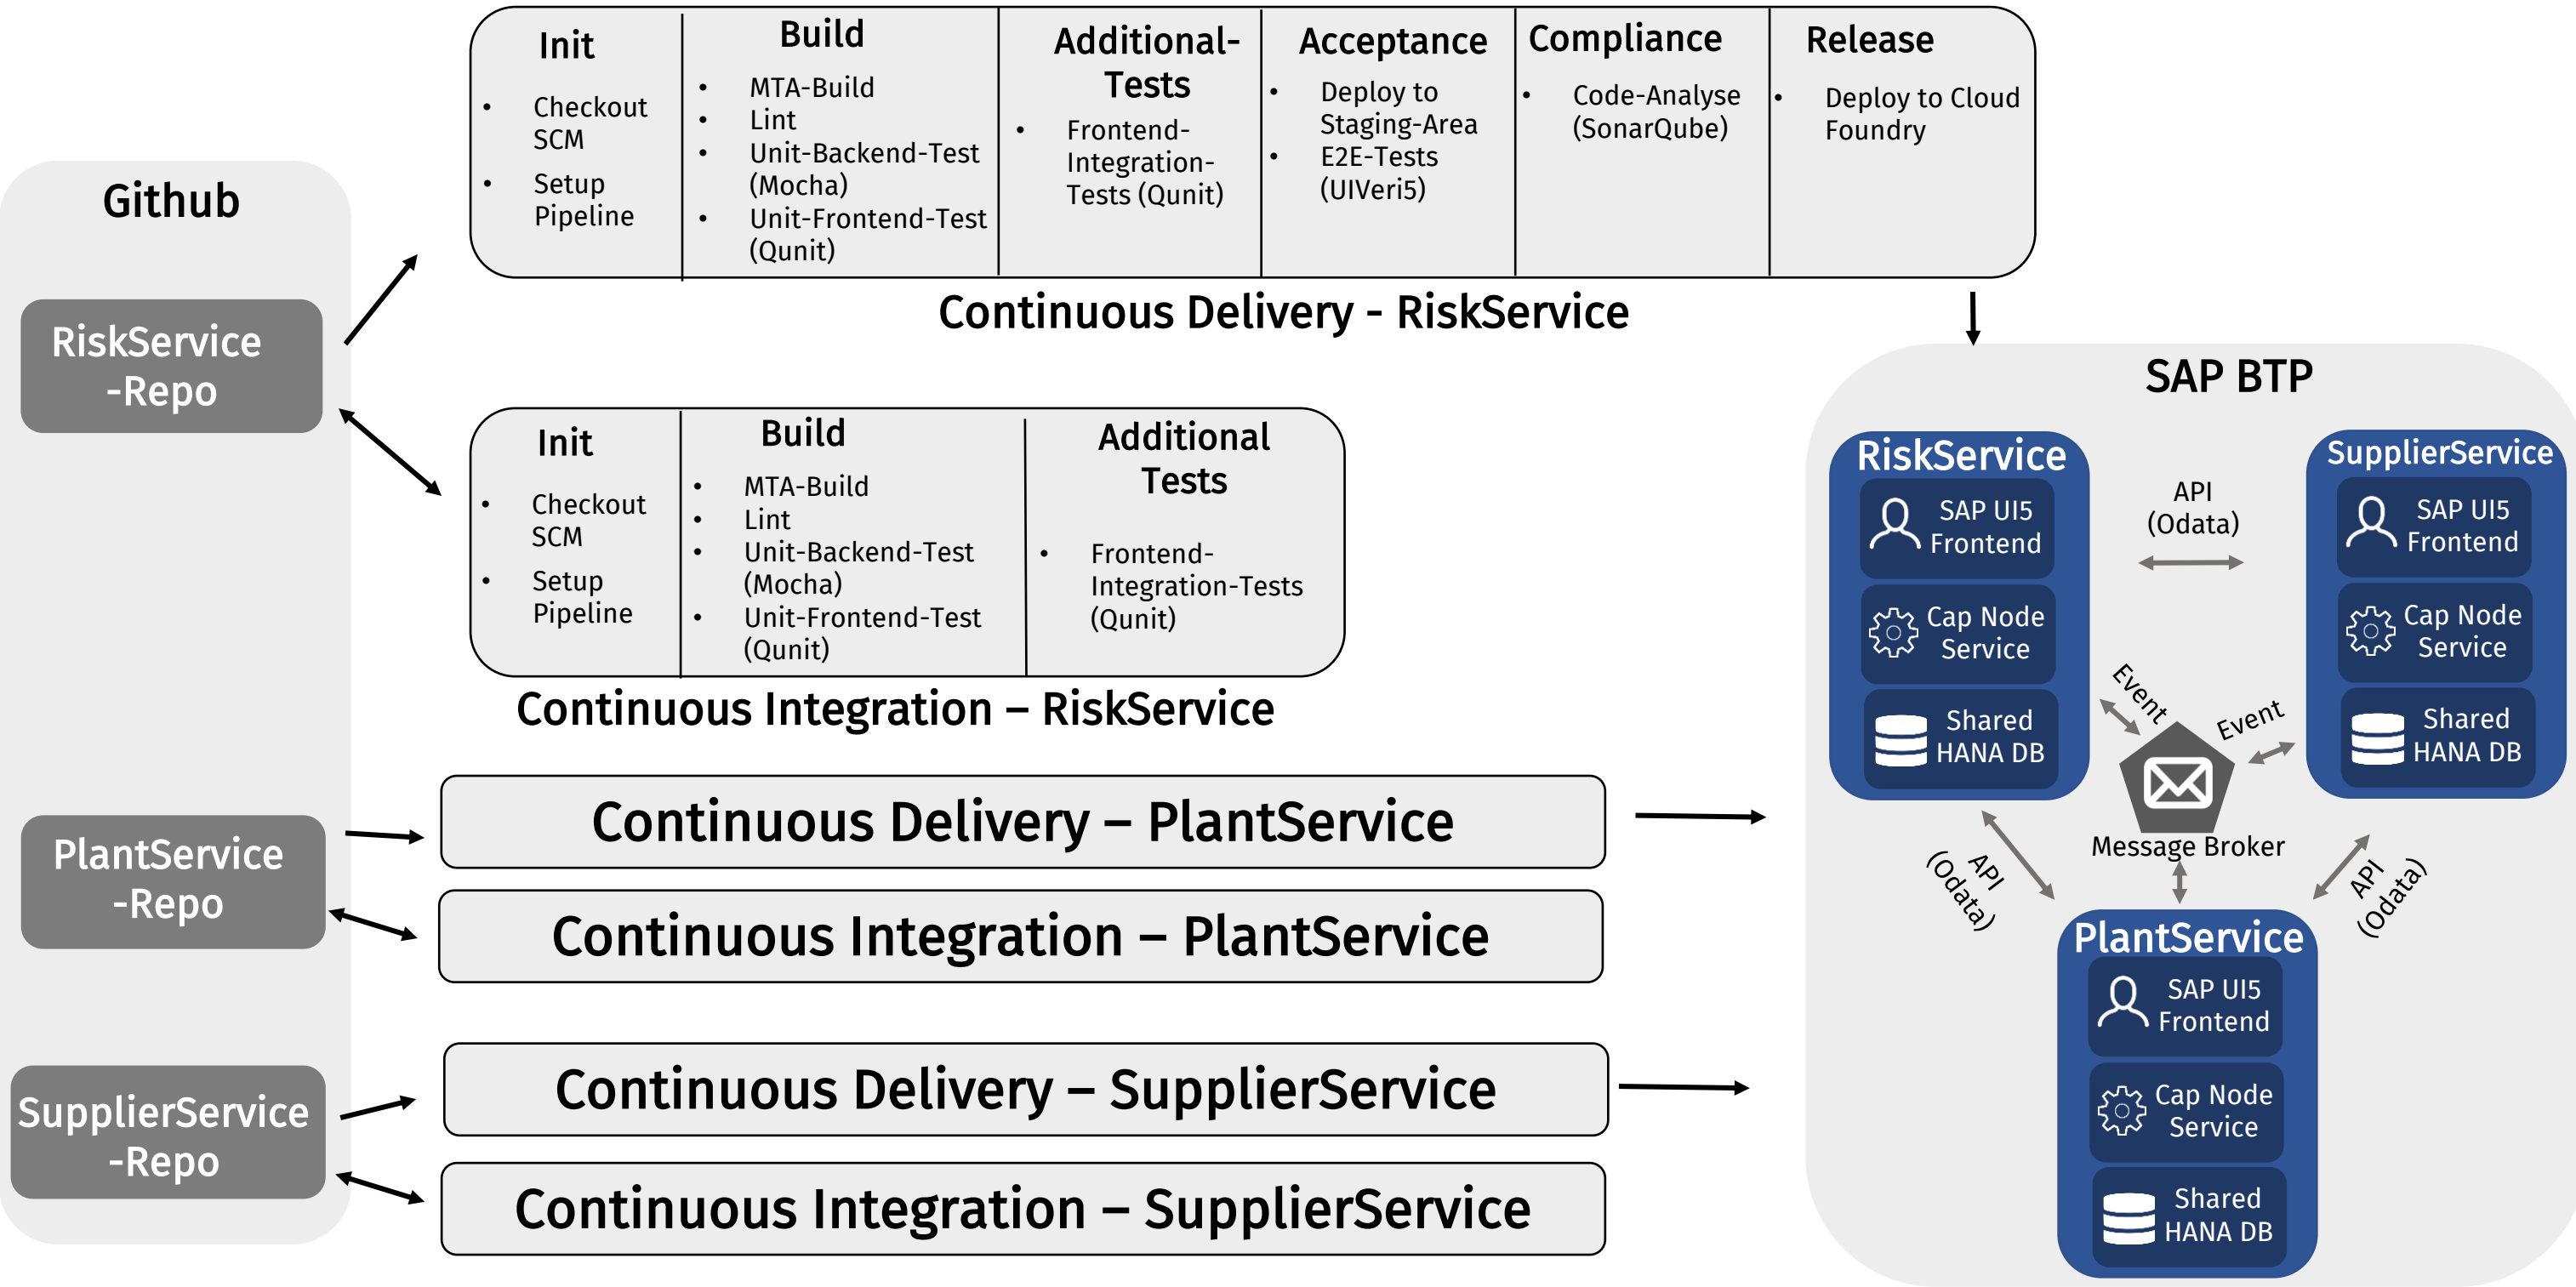 Github
RiskService
-Repo
PlantService
-Repo
SupplierService
-Repo
Init
• Checkout
SCM
• Setup
Pipeline
Build
• MTA-Build
• Lint
• Unit-Backend-Test
(Mocha)
• Unit-Frontend-Test
(Qunit)
Additional-
Tests
• Frontend-
Integration-
Tests (Qunit)
Acceptance
• Deploy to
Staging-Area
• E2E-Tests
(UIVeri5)
Compliance
• Code-Analyse
(SonarQube)
Release
• Deploy to Cloud
Foundry
Continuous Delivery - RiskService
Init
• Checkout
SCM
• Setup
Pipeline
Build
• MTA-Build
• Lint
• Unit-Backend-Test
(Mocha)
• Unit-Frontend-Test
(Qunit)
Additional
Tests
• Frontend-
Integration-Tests
(Qunit)
Continuous Integration – RiskService
Continuous Delivery – PlantService
Continuous Integration – PlantService
Continuous Delivery – SupplierService
Continuous Integration – SupplierService
SAP BTP
RiskService
SAP UI5
Frontend
Cap Node
Service
Shared
HANA DB
API
(Odata)
SupplierService
SAP UI5
Frontend
Cap Node
Service
Shared
HANA DB
Event
Event
Message Broker
API
(Odata)
API
(Odata)
PlantService
SAP UI5
Frontend
Cap Node
Service
Shared
HANA DB